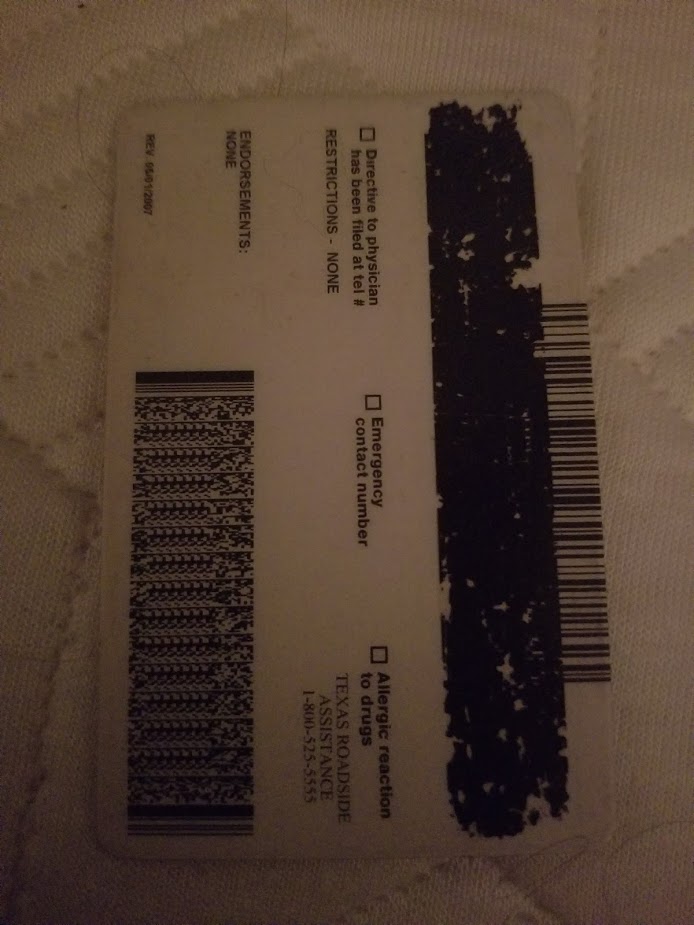 Directive to physician
has been filed at tel #
Emergency
contact number
Allergic reaction
to drugs
RESTRICTIONS - NONE
TEXAS ROADSIDE
ASSISTANCE
1-800-525-5555
ENDORSEMENTS:
NONE
REV 05/01/2007